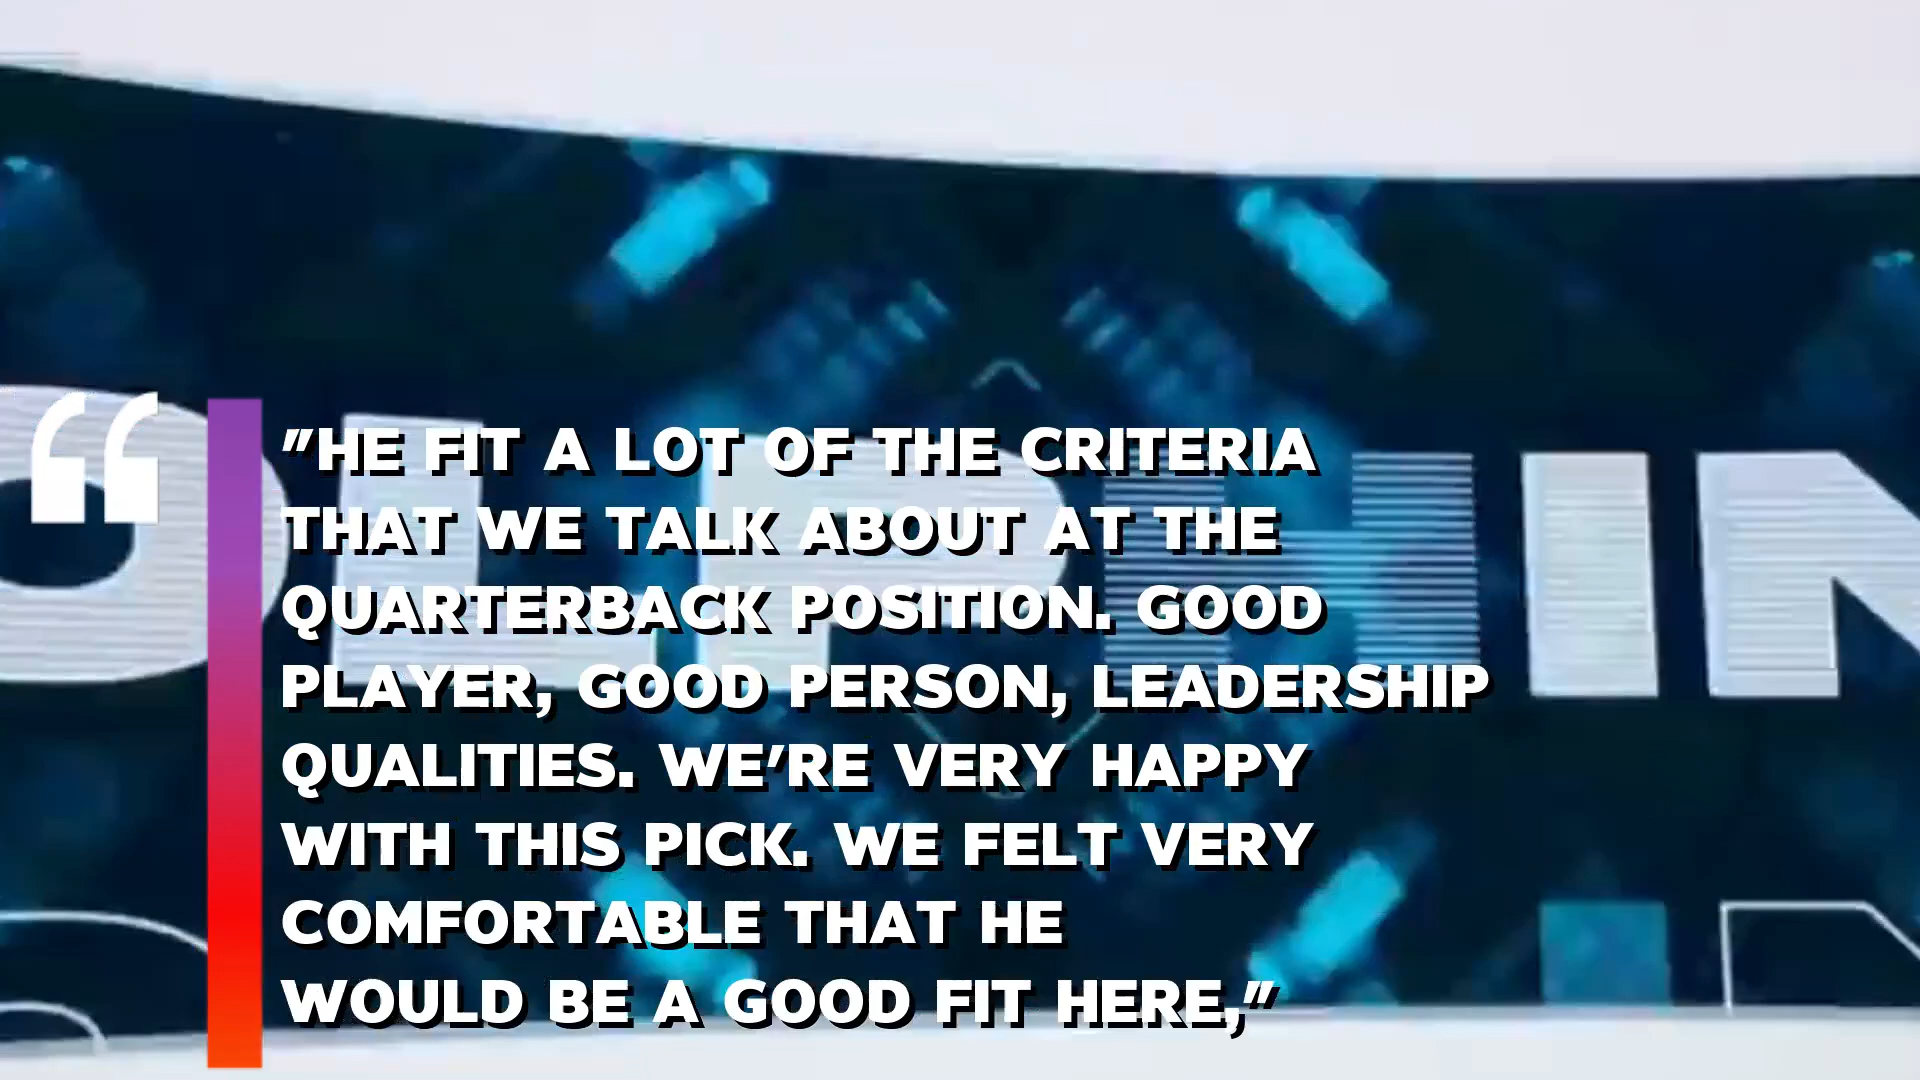 OLPHIN
"HE FIT A LOT OF THE CRITERIA
THAT WE TALK ABOUT AT THE
QUARTERBACK POSITION. GOOD
PLAYER, GOOD PERSON, LEADERSHIP
QUALITIES. WE'RE VERY HAPPY
WITH THIS PICK. WE FELT VERY
COMFORTABLE THAT HE
WOULD BE A GOOD FIT HERE,"